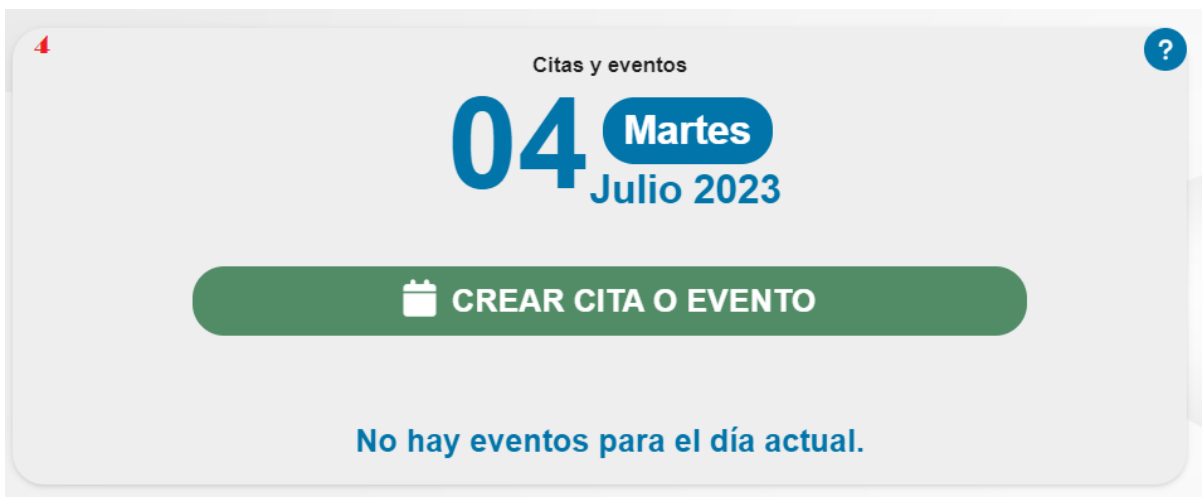 4
?
Citas y eventos
04
Martes
Julio 2023
CREAR CITA O EVENTO
No hay eventos para el día actual.